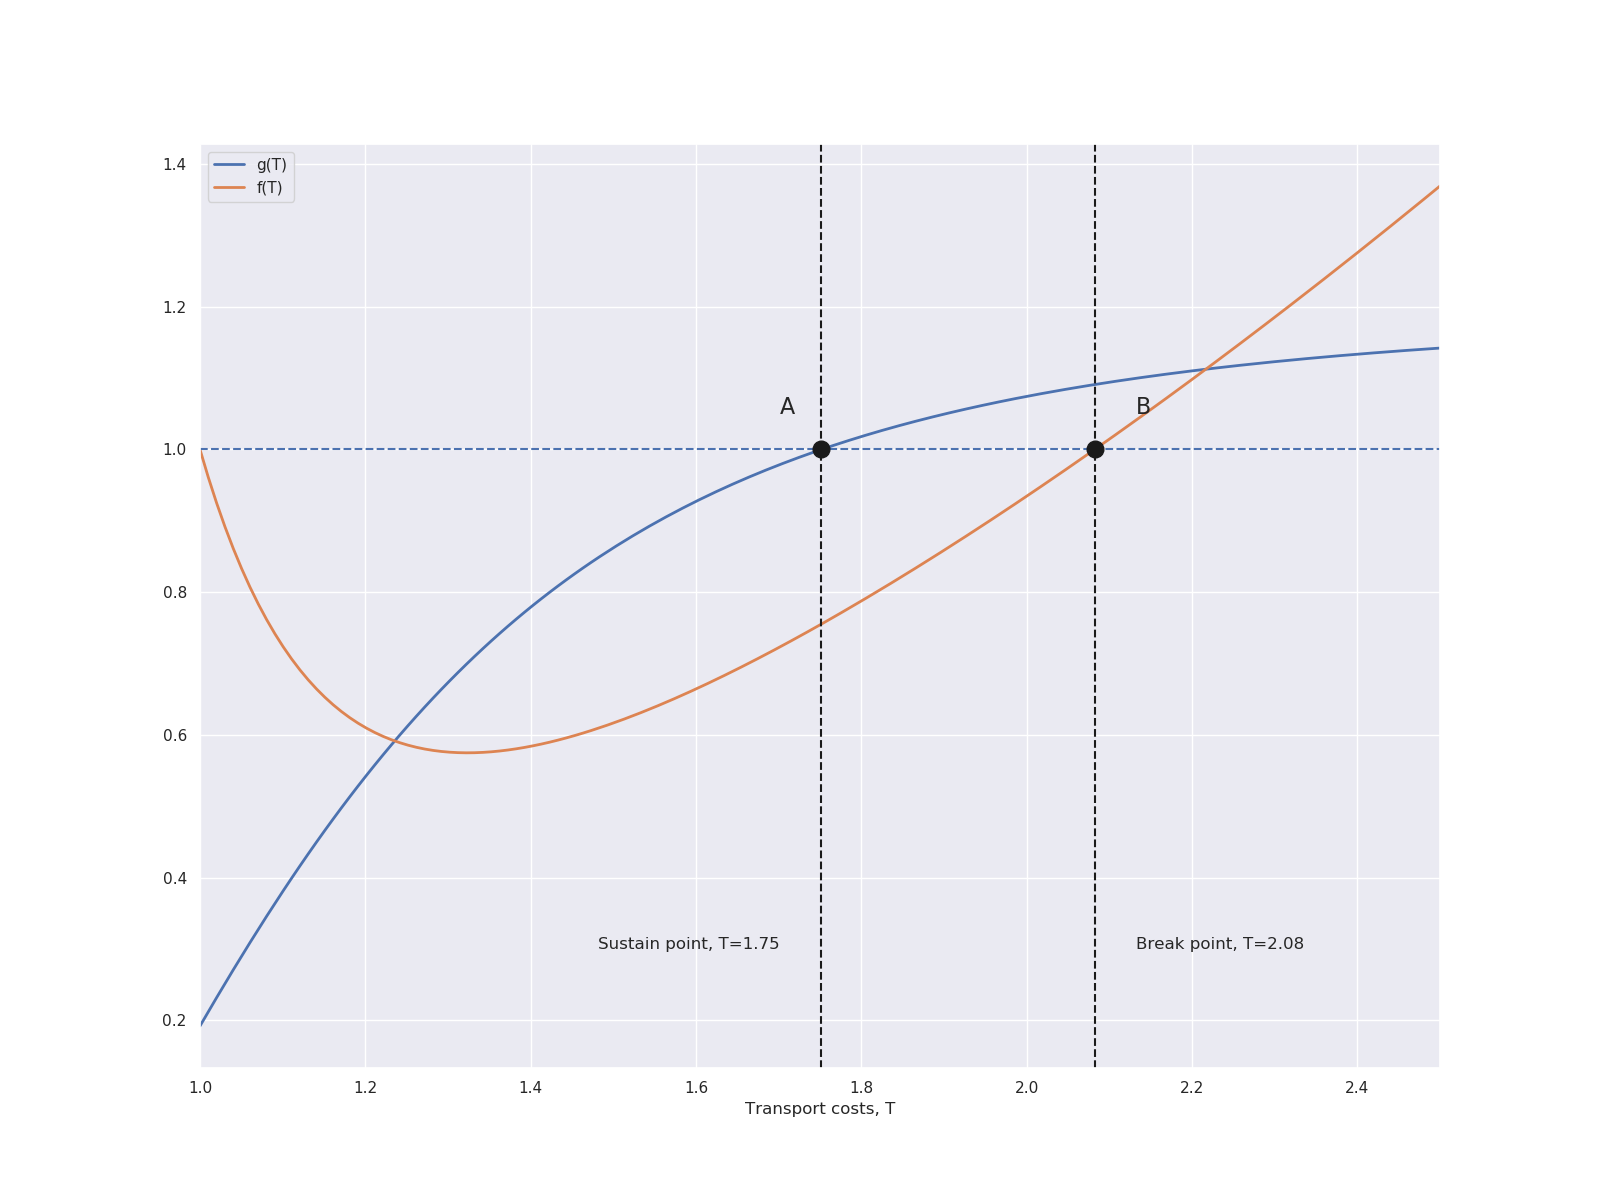 g(T)
f(T)
1.4
1.2
A
B
1.0
0.8
0.6
0.4
Sustain point, T=1.75
Break point, T=2.08
0.2
1.0 1.2 1.4 1.6 1.8 2.0 2.2 2.4
Transport costs, T